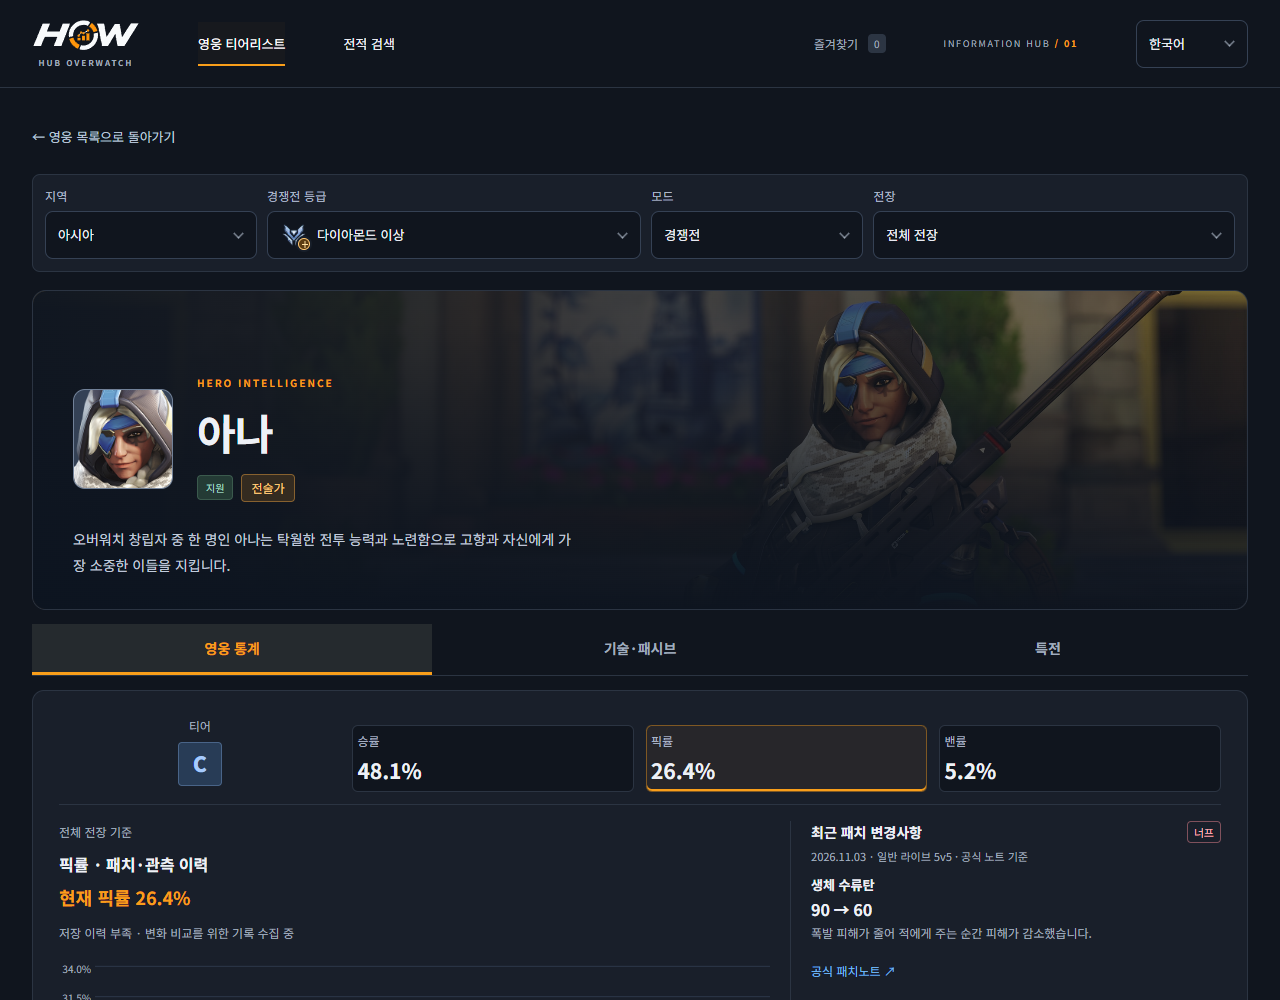 HOW
HUB OVERWATCH
영웅 티어리스트
전적 검색
즐겨찾기 0
INFORMATION HUB / 01
한국어
← 영웅 목록으로 돌아가기
지역
경쟁전 등급
모드
전장
아시아
다이아몬드 이상
경쟁전
전체 전장
HERO INTELLIGENCE
아나
지원
전술가
오버워치 창립자 중 한 명인 아나는 탁월한 전투 능력과 노련함으로 고향과 자신에게 가
장 소중한 이들을 지킵니다.
영웅 통계
기술·패시브
특전
티어
C
승률
48.1%
픽률
26.4%
밴률
5.2%
전체 전장 기준
픽률 · 패치·관측 이력
현재 픽률 26.4%
저장 이력 부족 · 변화 비교를 위한 기록 수집 중
34.0%
31.5%
최근 패치 변경사항
너프
2026.11.03 · 일반 라이브 5v5 · 공식 노트 기준
생체 수류탄
90 → 60
폭발 피해가 줄어 적에게 주는 순간 피해가 감소했습니다.
공식 패치노트 ↗